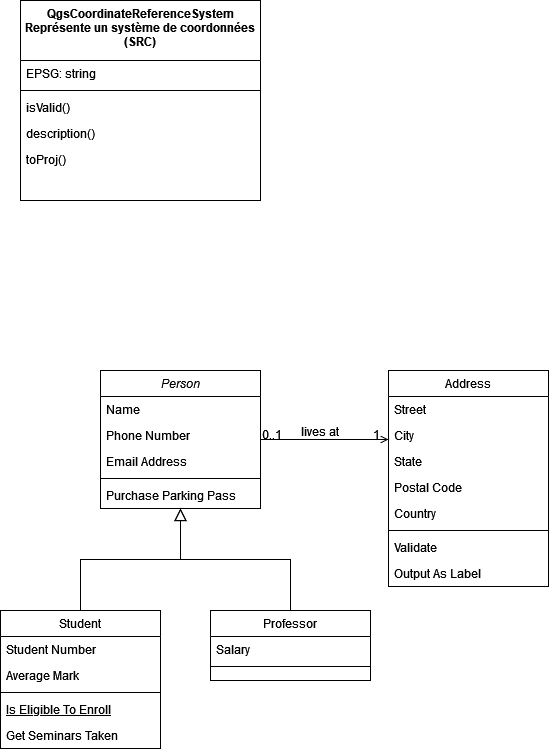 QgsCoordinateReferenceSystem
Représente un système de coordonnées
(SRC)
EPSG: string
isValid()
description()
toProj()
Person
Name
Phone Number
Email Address
Purchase Parking Pass
0..1
lives at
1
Address
Street
City
State
Postal Code
Country
Validate
Output As Label
Student
Student Number
Average Mark
Is Eligible To Enroll
Get Seminars Taken
Professor
Salary